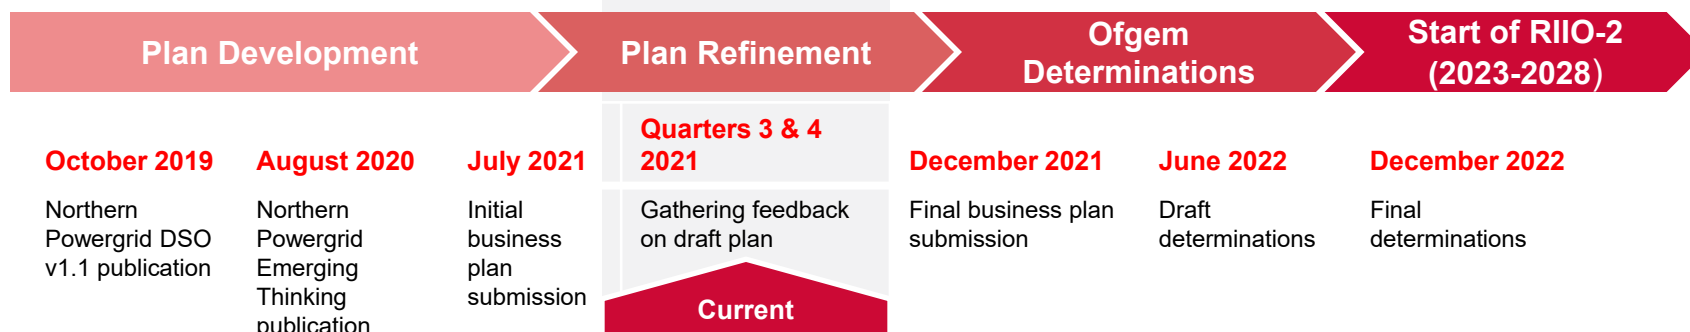 Plan Development
Plan Refinement
Ofgem
Determinations
Start of RIIO-2
(2023-2028)
October 2019
Northern
Powergrid DSO
v1.1 publication
August 2020
Northern
Powergrid
Emerging
Thinking
publication
July 2021
Initial
business
plan
submission
Quarters 3 & 4
2021
Gathering feedback
on draft plan
Current
December 2021
Final business plan
submission
June 2022
Draft
determinations
December 2022
Final
determinations